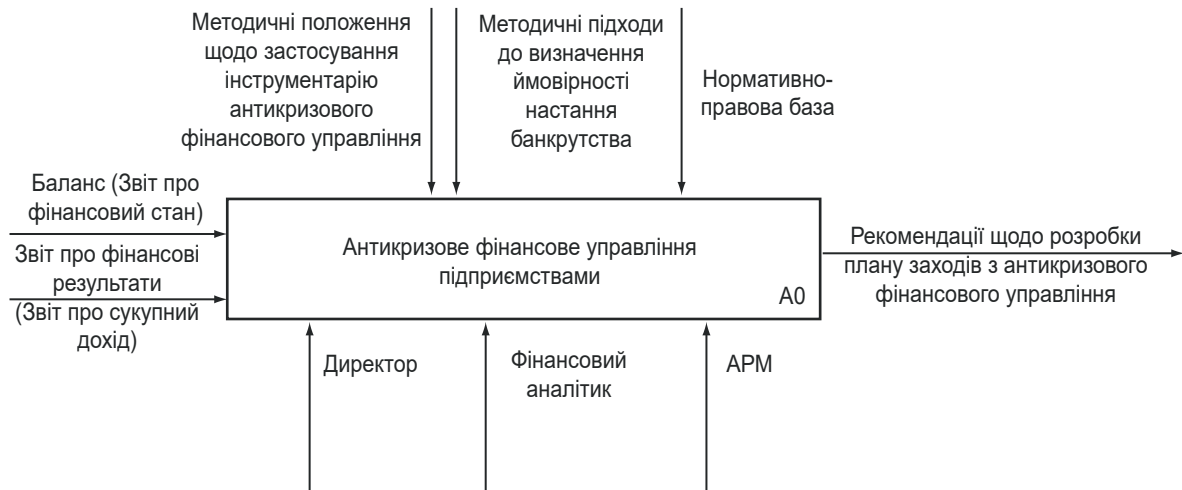 Методичні положення
щодо застосування
інструментарію
антикризового
фінансового управління
Методичні підходи
до визначення
ймовірності
настання
банкрутства
Нормативно-
правова база
Баланс (Звіт про
фінансовий стан)
Звіт про фінансові
результати
(Звіт про сукупний
дохід)
Антикризове фінансове управління
підприємствами
А0
Рекомендації щодо розробки
плану заходів з антикризового
фінансового управління
Директор
Фінансовий
аналітик
АРМ